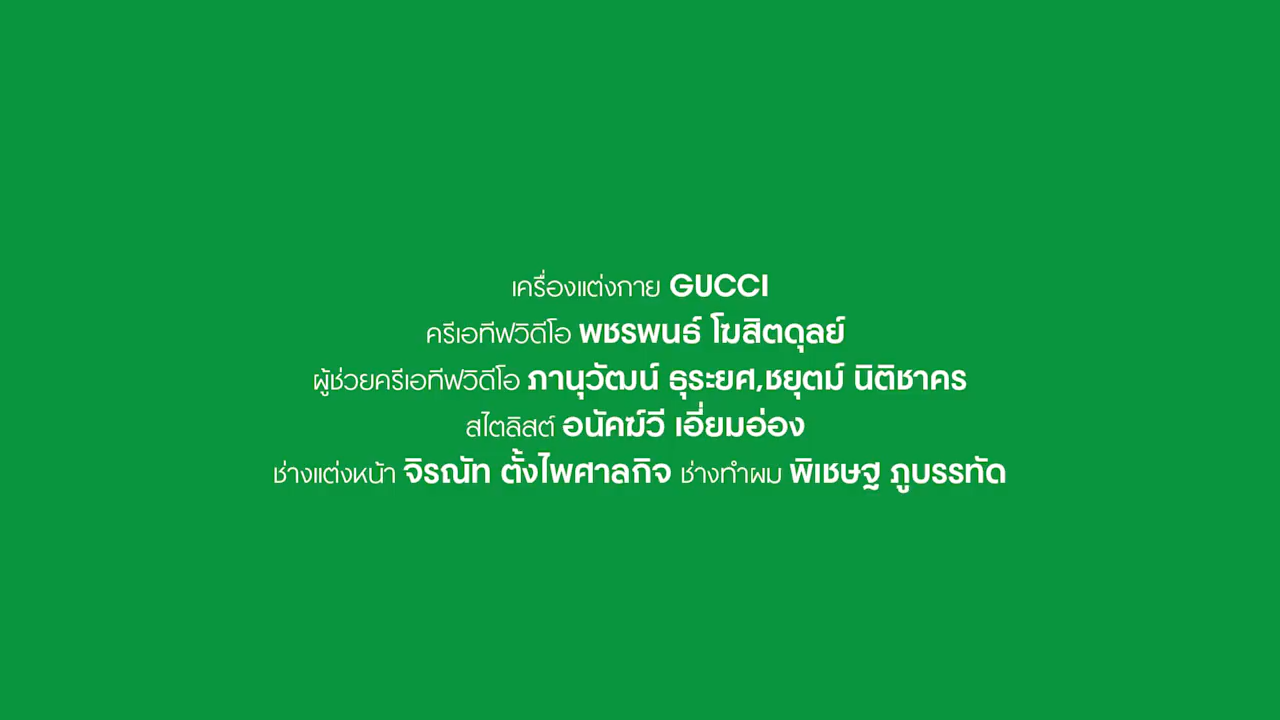 เครื่องแต่งกาย GUCCI
ครีเอทีฟวิดีโอ พชรพนธ์ โฆสิตดุลย์
ผู้ช่วยครีเอทีฟวิดีโอ ภานุวัฒน์ ธุระยศ,ชยุตม์ นิติชาคร
สไตลิสต์ อนัคฆ์วี เอี่ยมอ่อง
ช่างแต่งหน้า จิรณัท ตั้งไพศาลกิจ ช่างทำผม พิเชษฐ ภูบรรทัด